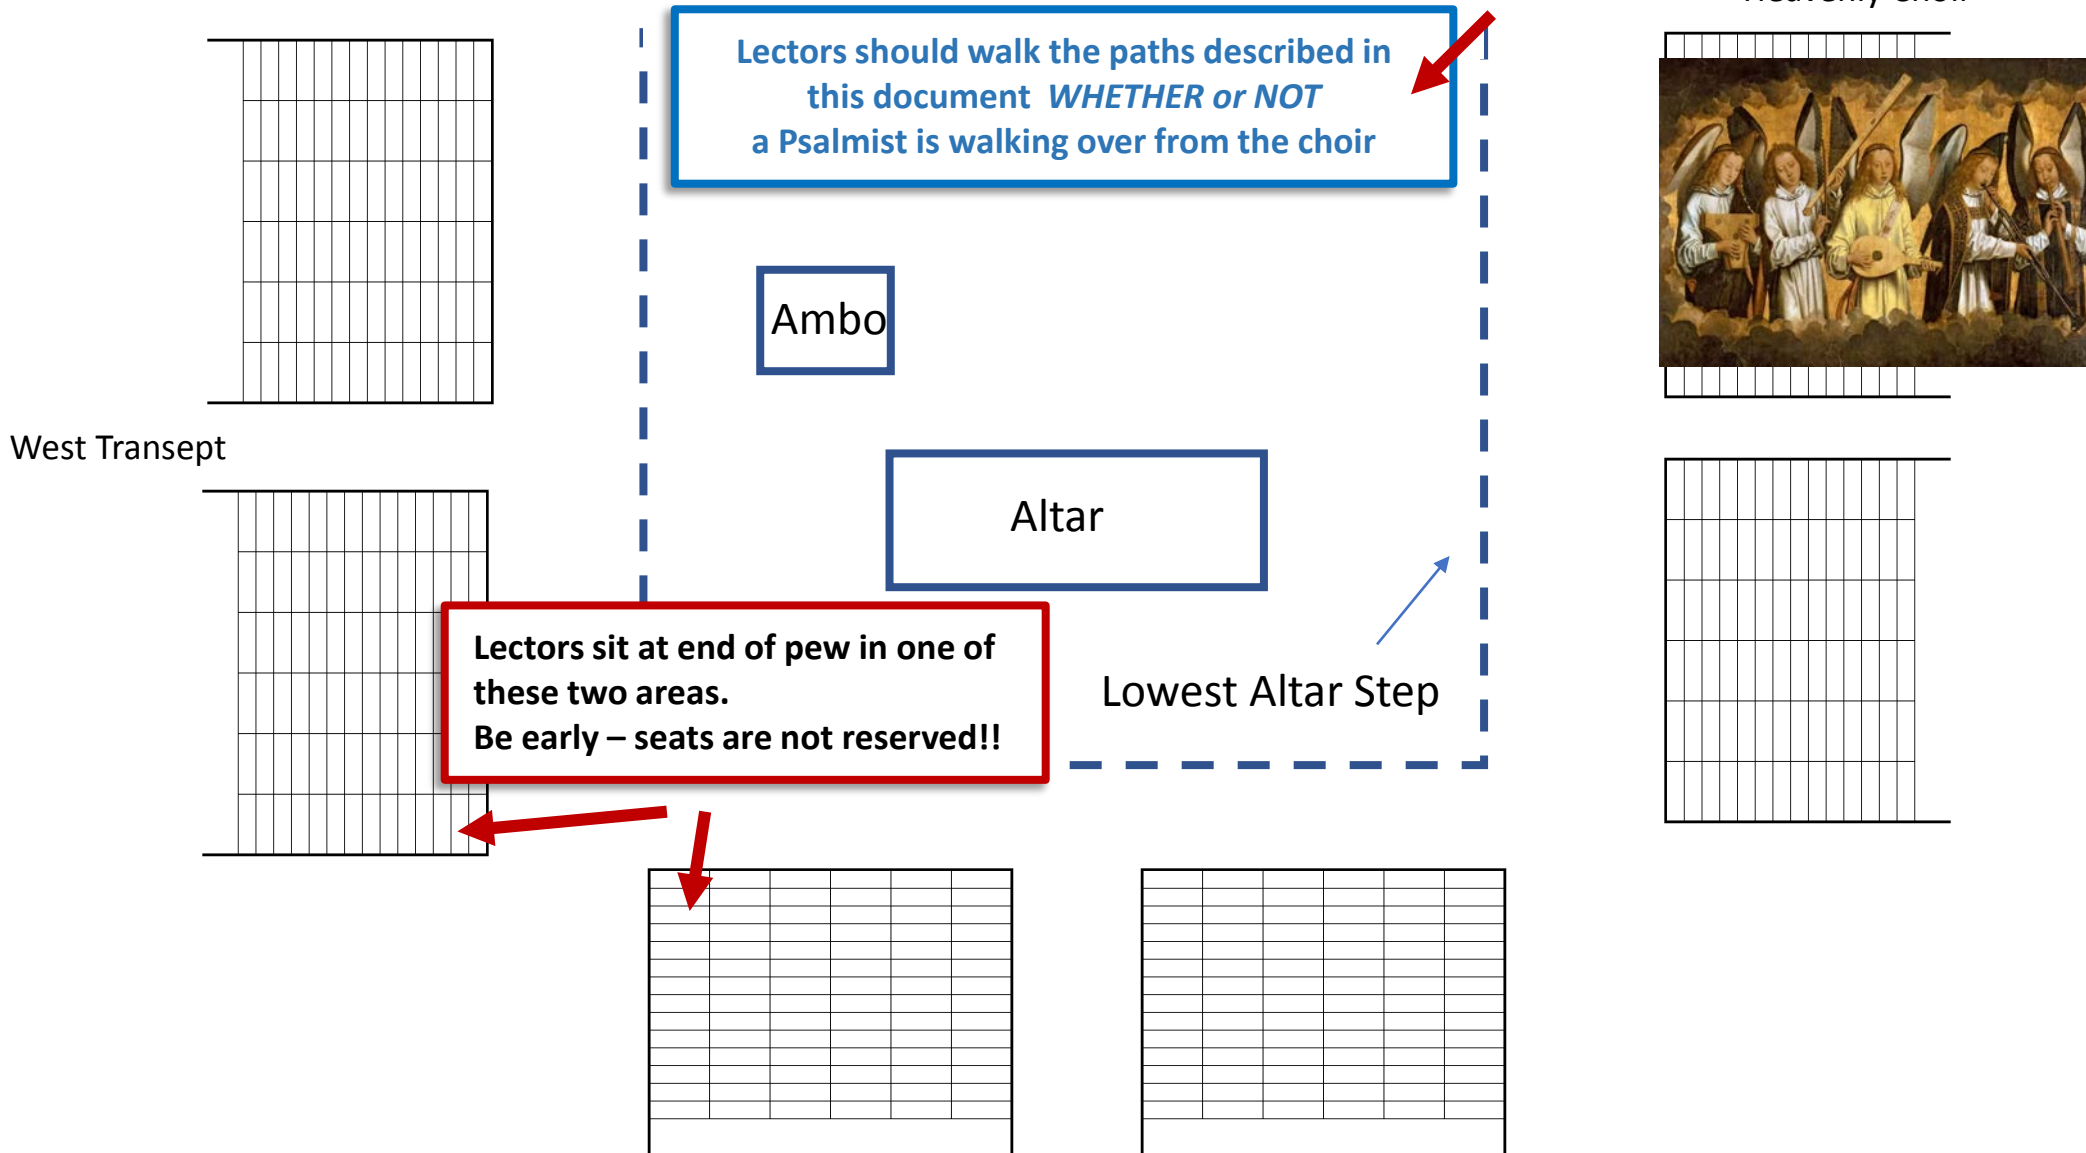 Heavenly Choir
Lectors should walk the paths described in
this document WHETHER or NOT
a Psalmist is walking over from the choir
Ambo
West Transept
Altar
Lectors sit at end of pew in one of
these two areas.
Be early – seats are not reserved!!
Lowest Altar Step